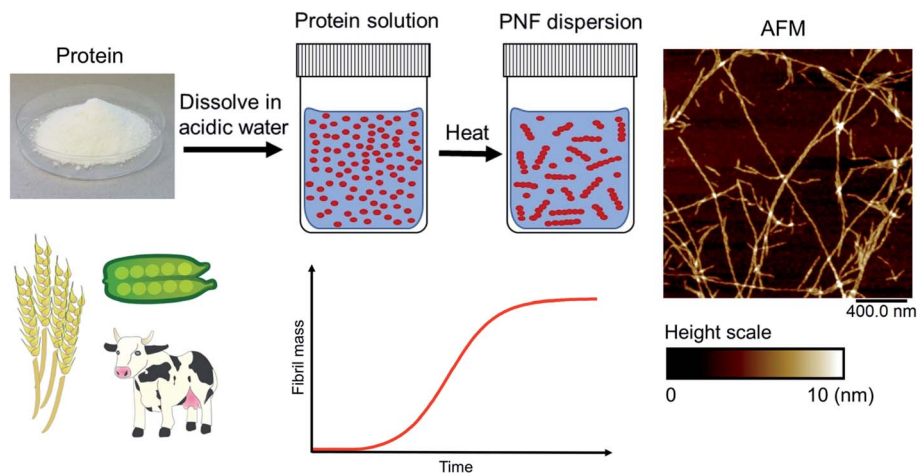 Protein
Dissolve in
acidic water
Protein solution
Heat
PNF dispersion
AFM
400.0 nm
Height scale
0
10 (nm)
Fibril mass
Time